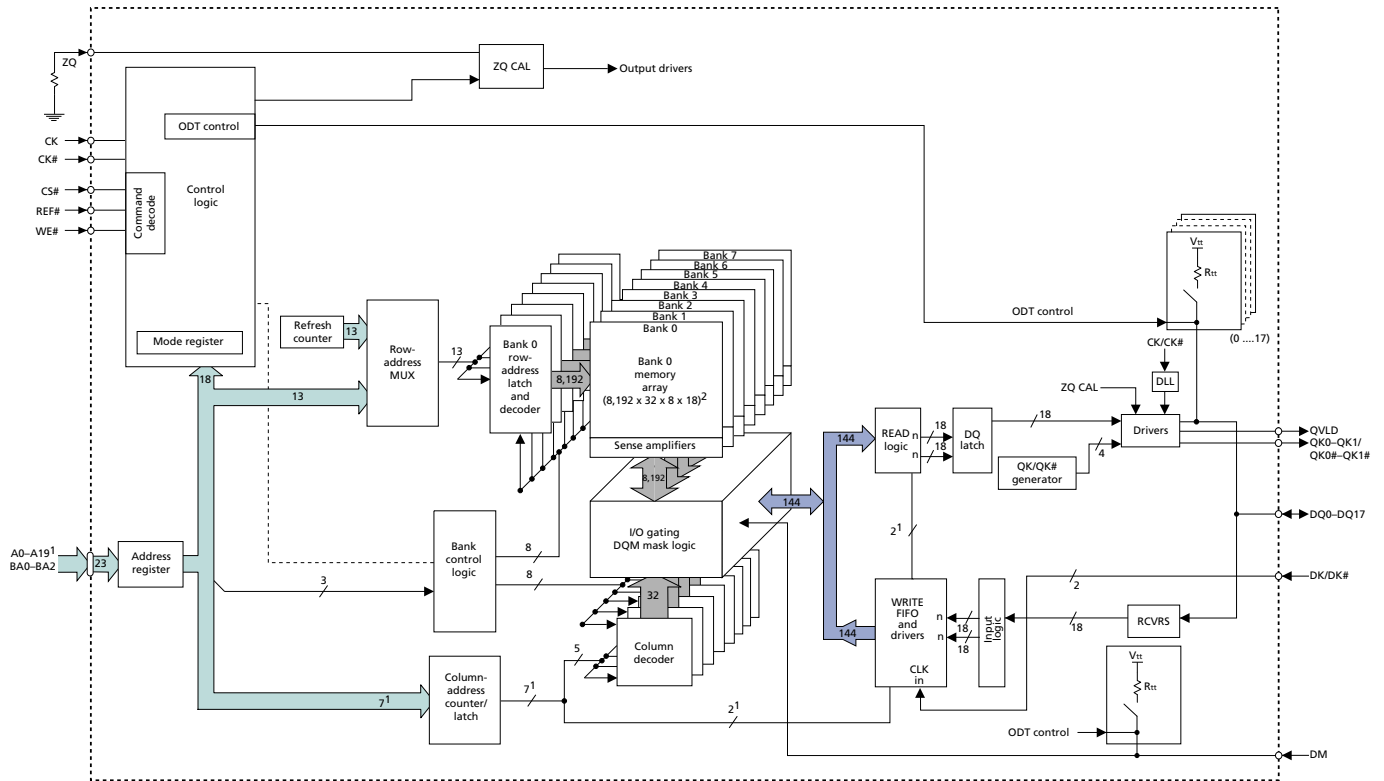 ZQ
ZQ CAL
Output drivers
ODT control
CK
CK#
CS#
REF#
WE#
Command
decode
Control
logic
Mode register
18
Refresh
counter
13
Row-
address
MUX
13
13
Bank 0
row-
address
latch
and
decoder
8,192
Bank 7
Bank 6
Bank 5
Bank 4
Bank 3
Bank 2
Bank 1
Bank 0
Bank 0
memory
array
(8,192 x 32 x 8 x 18)2
Sense amplifiers
8,192
I/O gating
DQM mask logic
32
Column
decoder
A0–A191
BA0–BA2
23
Address
register
3
Bank
control
logic
8
8
5
71
Column-
address
counter/
latch
71
21
144
144
144
READ
logic
n
n
18
18
DQ
latch
18
QK/QK#
generator
4
ZQ CAL
CK/CK#
DLL
Drivers
ODT control
Vtt
Rtt
(0 ....17)
QVLD
QK0–QK1/
QK0#–QK1#
DQ0–DQ17
DK/DK#
21
WRITE
FIFO
and
drivers
n
n
CLK
in
18
18
Input
logic
2
18
RCVRS
Vtt
Rtt
ODT control
DM